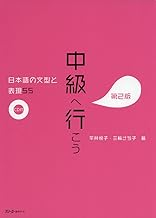 日本語の文型と
表現55
CD付
中級へ行こう
第2版
平井悦子・三輪さち子 著
スリーエーネットワーク